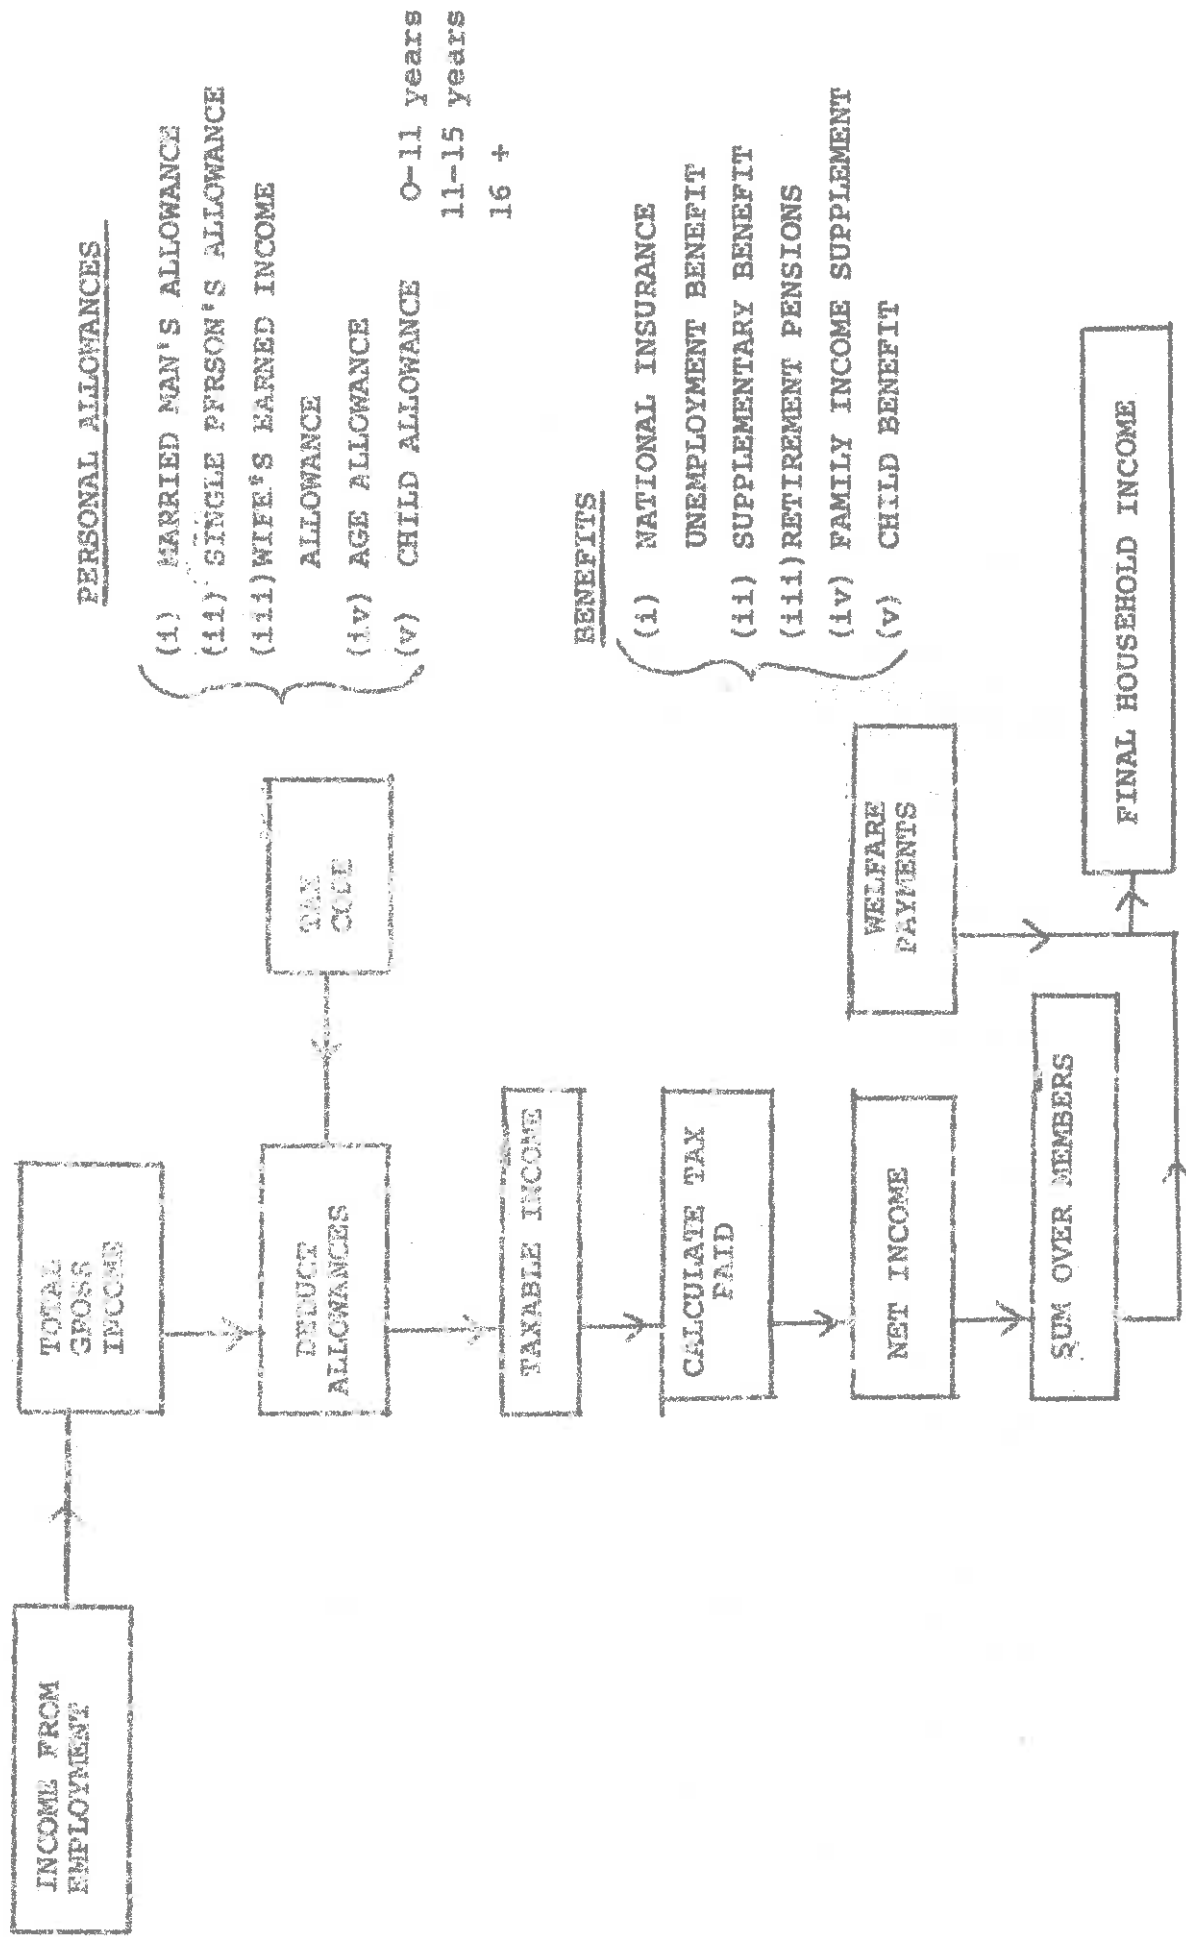 INCOME FROM
EMPLOYMENT
TOTAL
GROSS
INCOME
DEDUCT
ALLOWANCES
TAX
CODE
PERSONAL ALLOWANCES
(i) MARRIED MAN'S ALLOWANCE
(ii) SINGLE PERSON'S ALLOWANCE
(iii) WIFE'S EARNED INCOME
ALLOWANCE
(iv) AGE ALLOWANCE
(v) CHILD ALLOWANCE 0-11 years
11-15 years
16 +
TAXABLE INCOME
CALCULATE TAX
PAID
NET INCOME
SUM OVER MEMBERS
WELFARE
PAYMENTS
BENEFITS
(i) NATIONAL INSURANCE
UNEMPLOYMENT BENEFIT
(ii) SUPPLEMENTARY BENEFIT
(iii) RETIREMENT PENSIONS
(iv) FAMILY INCOME SUPPLEMENT
(v) CHILD BENEFIT
FINAL HOUSEHOLD INCOME